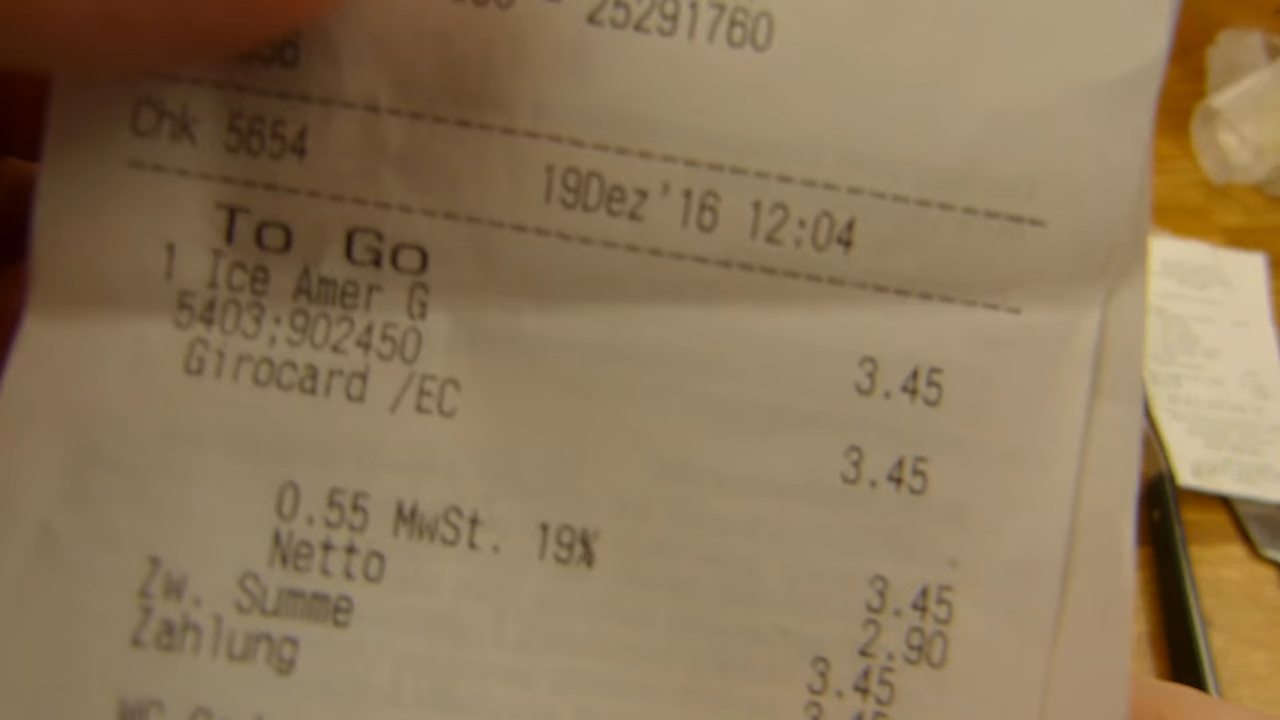 25291760
Chk 5654
19Dez'16 12:04
To Go
1 Ice Amer G 3.45
5403;902450
Girocard /EC 3.45
0.55 MwSt. 19% 3.45
Netto 2.90
Zw. Summe 3.45
Zahlung